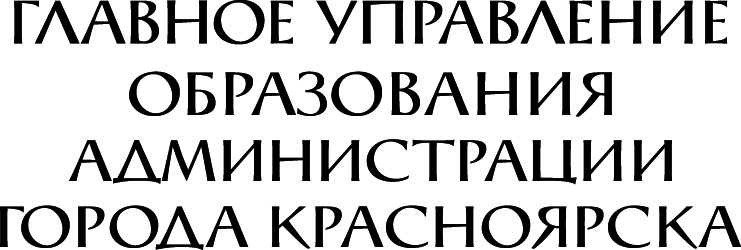 ГЛАВНОЕ УПРАВЛЕНИЕ
ОБРАЗОВАНИЯ
АДМИНИСТРАЦИИ
ГОРОДА КРАСНОЯРСКА